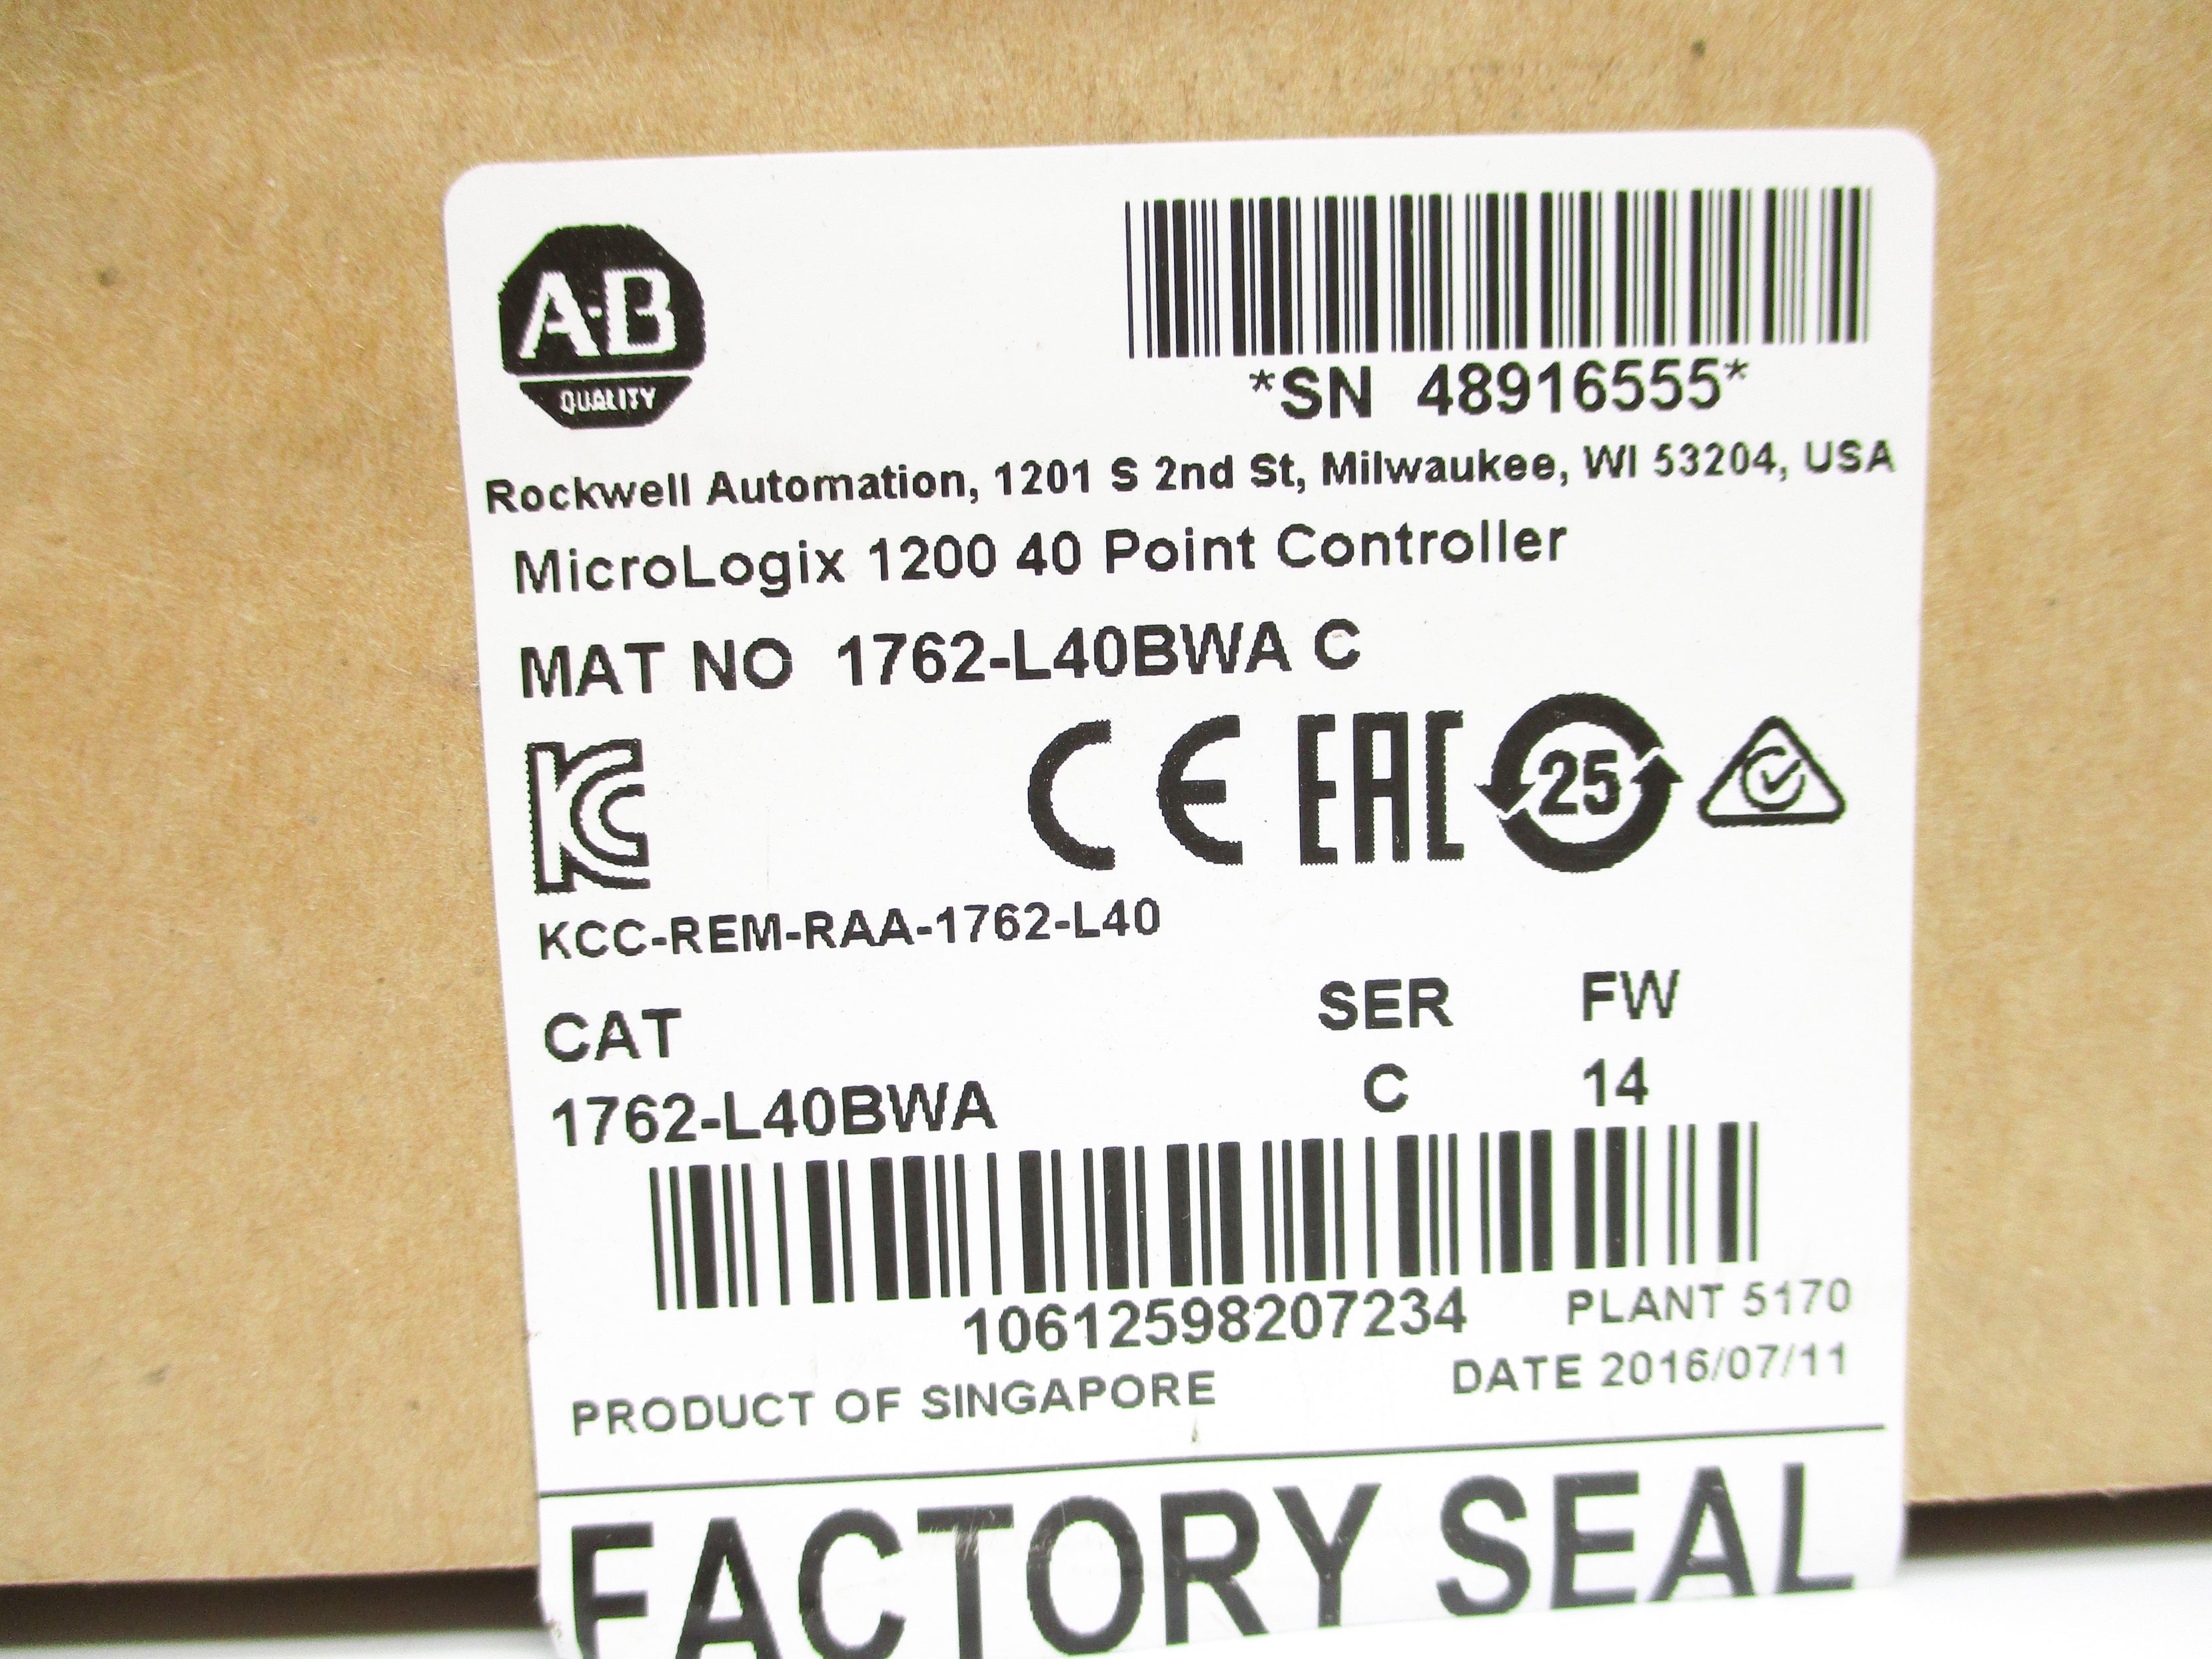 A-B
QUALITY
*SN 48916555*
Rockwell Automation, 1201 S 2nd St, Milwaukee, WI 53204, USA
MicroLogix 1200 40 Point Controller
MAT NO 1762-L40BWA C
KC CE EAC 25
KCC-REM-RAA-1762-L40
CAT SER FW
1762-L40BWA C 14
10612598207234 PLANT 5170
PRODUCT OF SINGAPORE DATE 2016/07/11
FACTORY SEAL